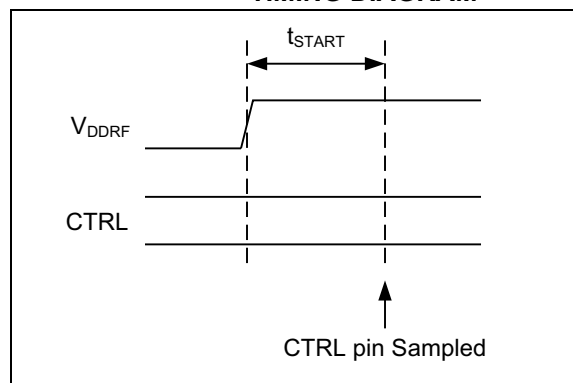 TIMING DIAGRAM
tSTART
VDDRF
CTRL
CTRL pin Sampled